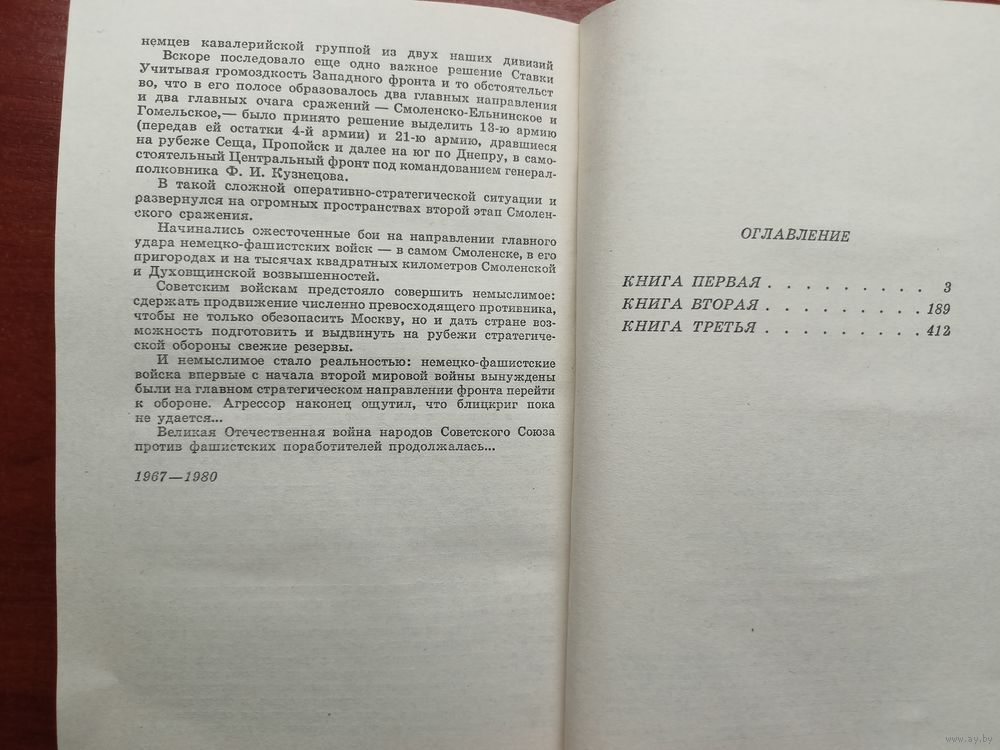 немцев кавалерийской группой из двух наших дивизий
Вскоре последовало еще одно важное решение Ставки
Учитывая громоздкость Западного фронта и то обстоятельст
во, что в его полосе образовалось два главных направления
и два главных очага сражений — Смоленско-Ельнинское и
Гомельское,— было принято решение выделить 13-ю армию
(передав ей остатки 4-й армии) и 21-ю армию, дравшиеся
на рубеже Сеща, Пропойск и далее на юг по Днепру, в само-
стоятельный Центральный фронт под командованием генерал-
полковника Ф. И. Кузнецова.
В такой сложной оперативно-стратегической ситуации и
развернулся на огромных пространствах второй этап Смолен-
ского сражения.
Начинались ожесточенные бои на направлении главного
удара немецко-фашистских войск — в самом Смоленске, в его
пригородах и на тысячах квадратных километров Смоленской
и Духовщинской возвышенностей.
Советским войскам предстояло совершить немыслимое:
сдержать продвижение численно превосходящего противника,
чтобы не только обезопасить Москву, но и дать стране воз-
можность подготовить и выдвинуть на рубежи стратегиче-
ской обороны свежие резервы.
И немыслимое стало реальностью: немецко-фашистские
войска впервые с начала второй мировой войны вынуждены
были на главном стратегическом направлении фронта перейти
к обороне. Агрессор наконец ощутил, что блицкриг пока
не удается...
Великая Отечественная война народов Советского Союза
против фашистских поработителей продолжалась...
1967—1980
ОГЛАВЛЕНИЕ
КНИГА ПЕРВАЯ . . . . . . . . . 3
КНИГА ВТОРАЯ . . . . . . . . . 189
КНИГА ТРЕТЬЯ . . . . . . . . . 412
www.ay.by